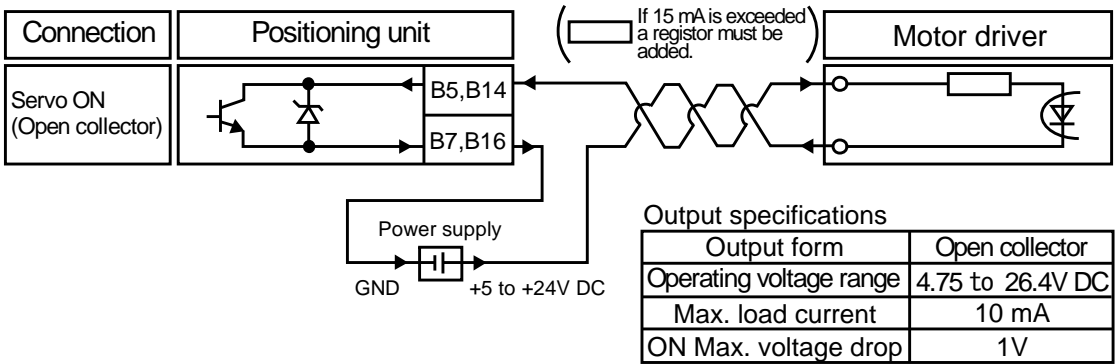 If 15 mA is exceeded
a registor must be
added.
Connection
Positioning unit
Motor driver
Servo ON
(Open collector)
B5,B14
B7,B16
Power supply
GND
+5 to +24V DC
Output specifications
Output form Open collector
Operating voltage range 4.75 to 26.4V DC
Max. load current 10 mA
ON Max. voltage drop 1V